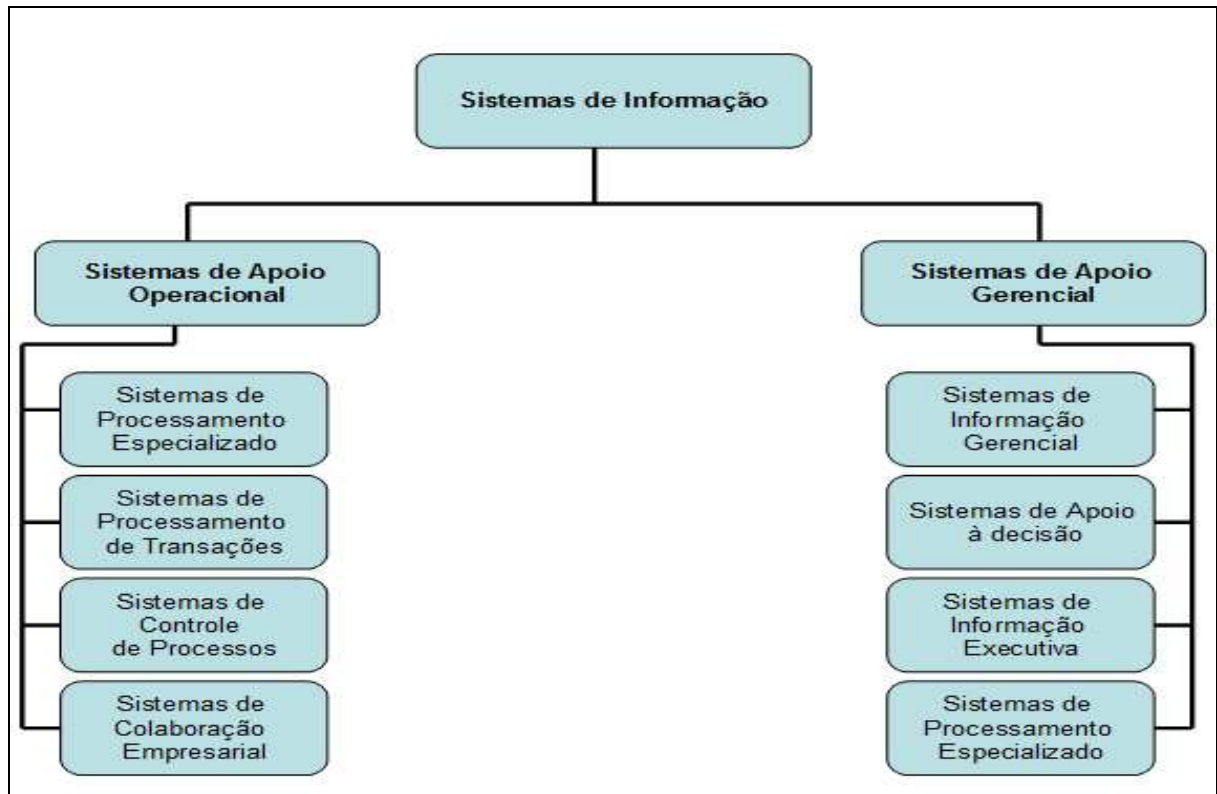 Sistemas de Informação
Sistemas de Apoio
Operacional
Sistemas de
Processamento
Especializado
Sistemas de
Processamento
de Transações
Sistemas de
Controle
de Processos
Sistemas de
Colaboração
Empresarial
Sistemas de Apoio
Gerencial
Sistemas de
Informação
Gerencial
Sistemas de Apoio
à decisão
Sistemas de
Informação
Executiva
Sistemas de
Processamento
Especializado